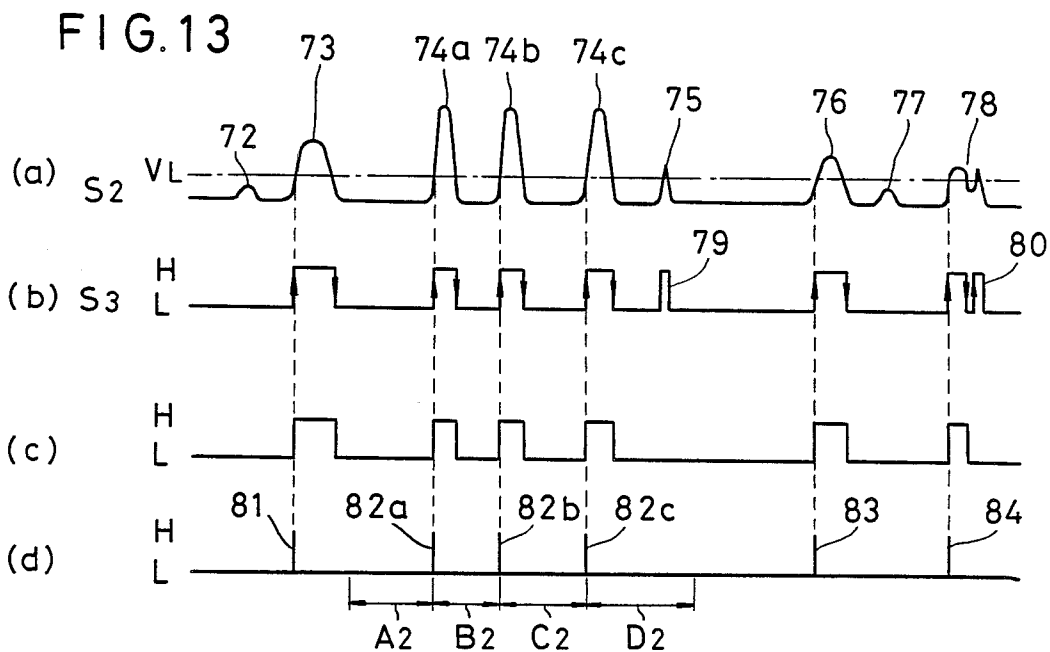 FIG.13
73 74a 74b 74c
72 75 76 77 78
(a) S2 VL
(b) S3 H L 79 80
(c) H L
(d) H L 81 82a 82b 82c 83 84
A2 B2 C2 D2